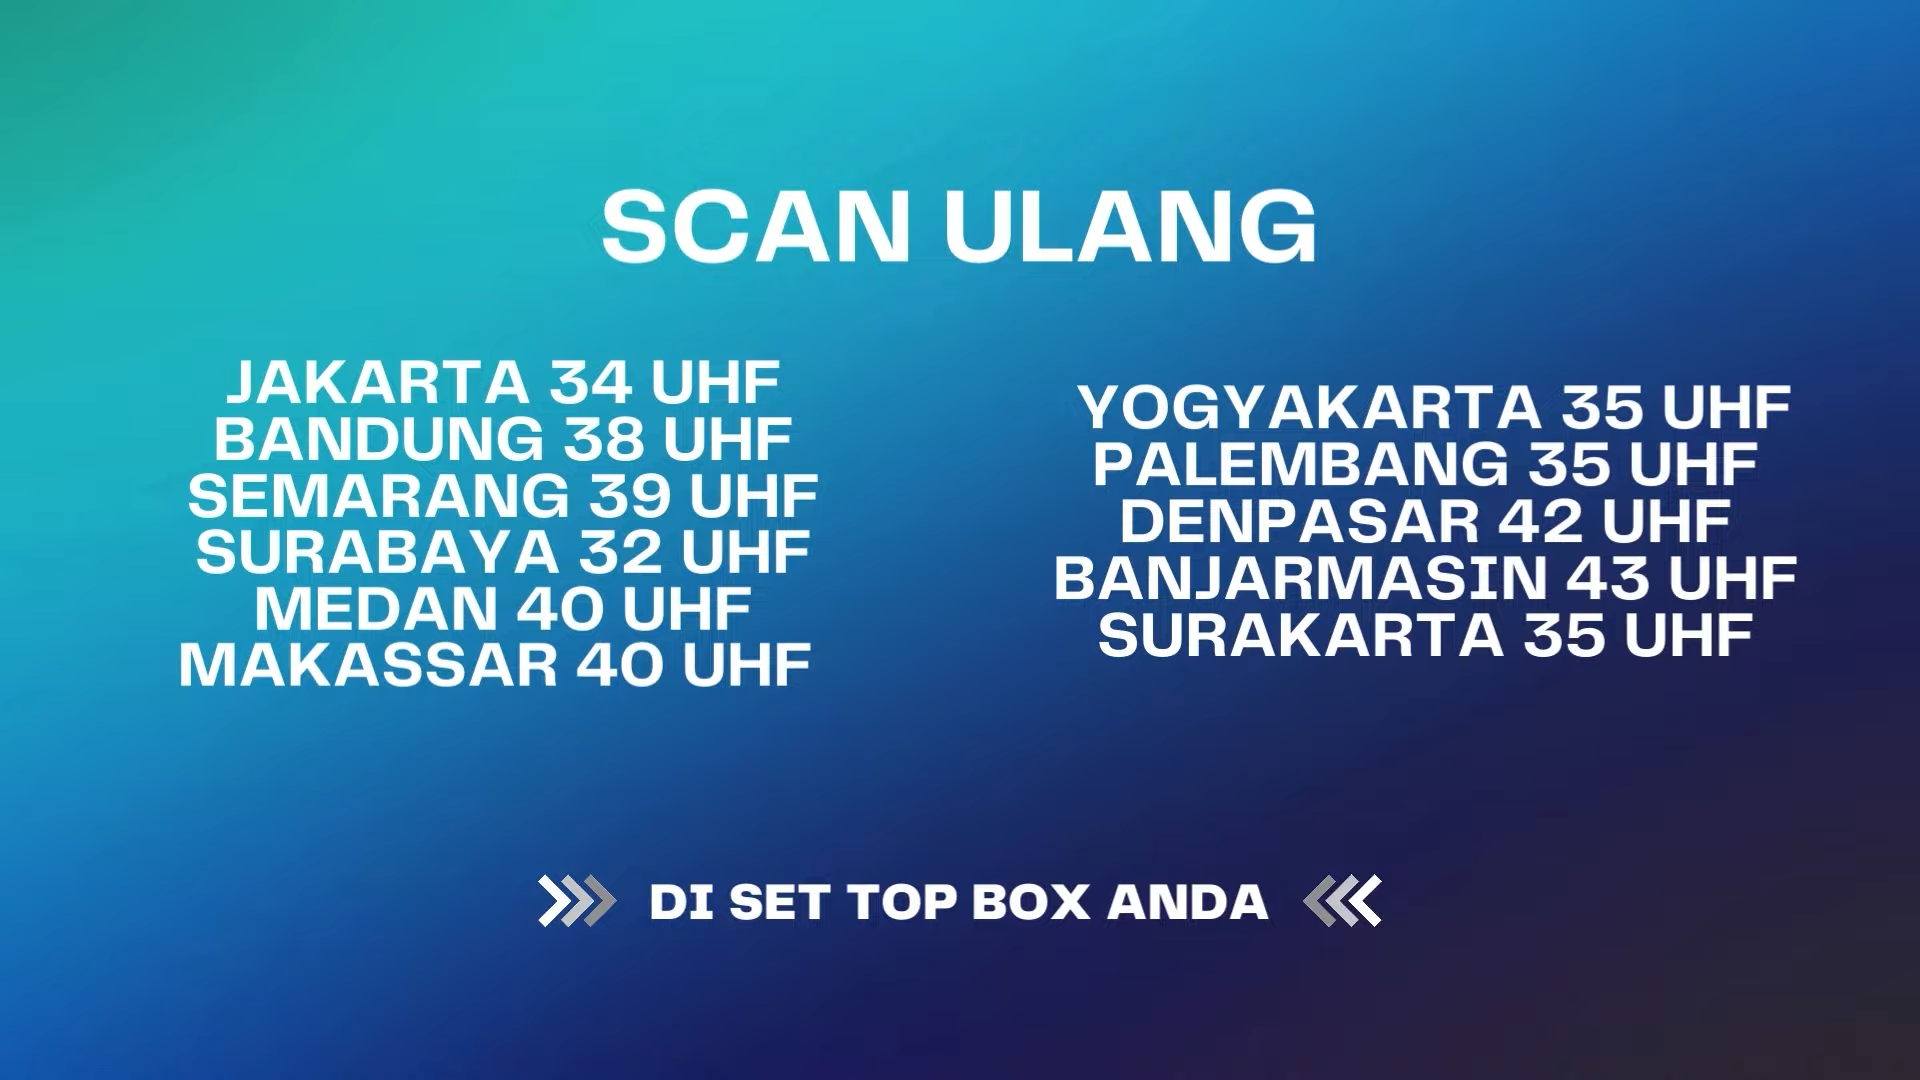 SCAN ULANG
JAKARTA 34 UHF
BANDUNG 38 UHF
SEMARANG 39 UHF
SURABAYA 32 UHF
MEDAN 40 UHF
MAKASSAR 40 UHF
YOGYAKARTA 35 UHF
PALEMBANG 35 UHF
DENPASAR 42 UHF
BANJARMASIN 43 UHF
SURAKARTA 35 UHF
DI SET TOP BOX ANDA